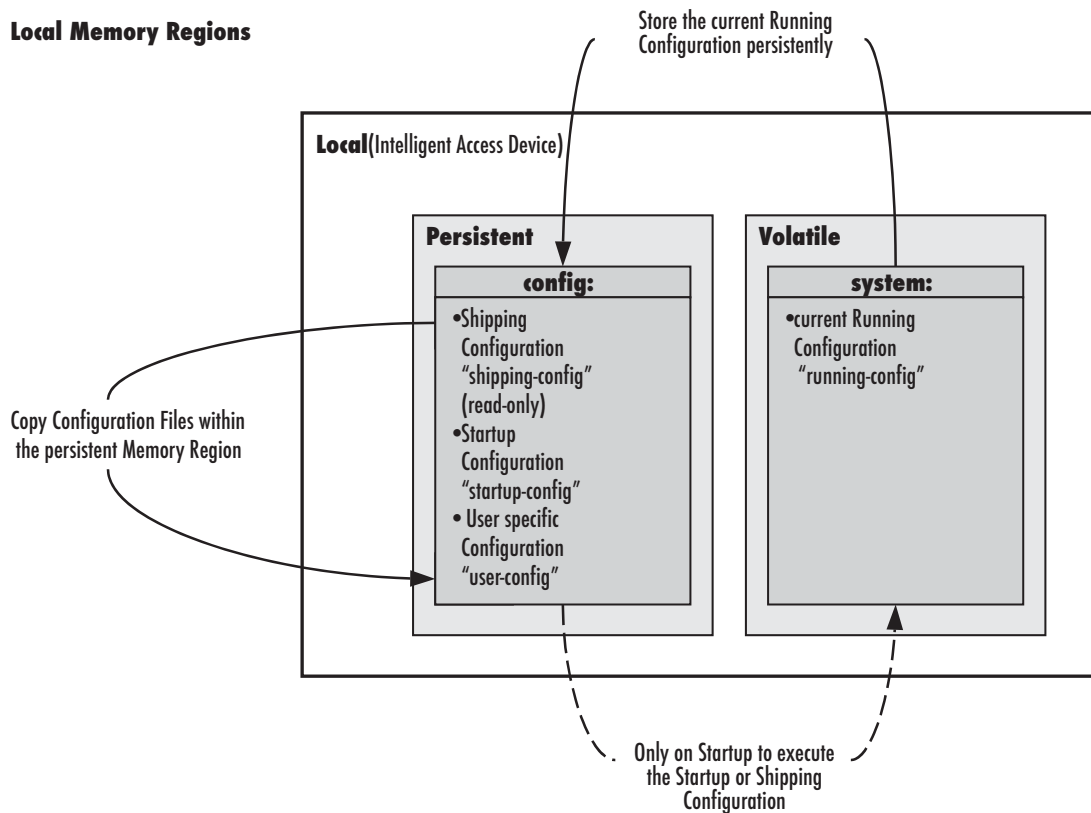 Local Memory Regions
Store the current Running
Configuration persistently
Local(Intelligent Access Device)
Persistent
config:
•Shipping
Configuration
“shipping-config”
(read-only)
•Startup
Configuration
“startup-config”
• User specific
Configuration
“user-config”
Volatile
system:
•current Running
Configuration
“running-config”
Copy Configuration Files within
the persistent Memory Region
Only on Startup to execute
the Startup or Shipping
Configuration